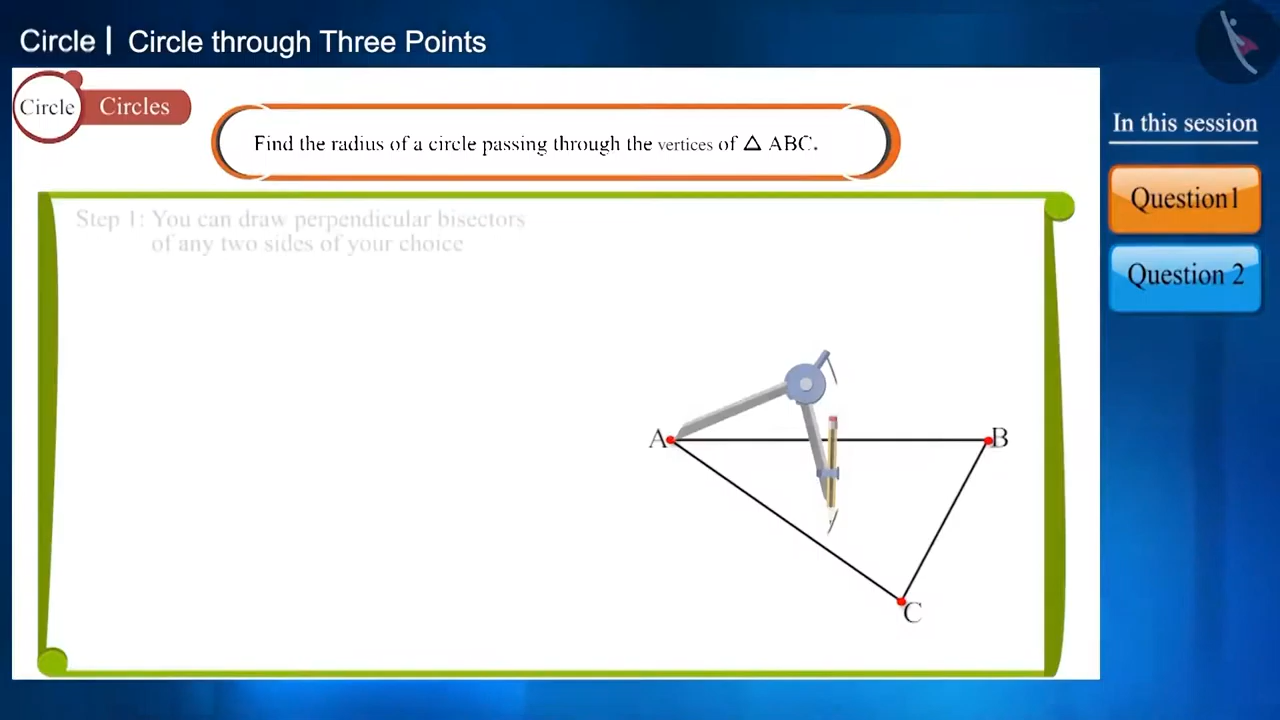 Circle | Circle through Three Points
Circle Circles
Find the radius of a circle passing through the vertices of △ ABC.
In this session
Question1
Question 2
Step 1: You can draw perpendicular bisectors
of any two sides of your choice
A
B
C